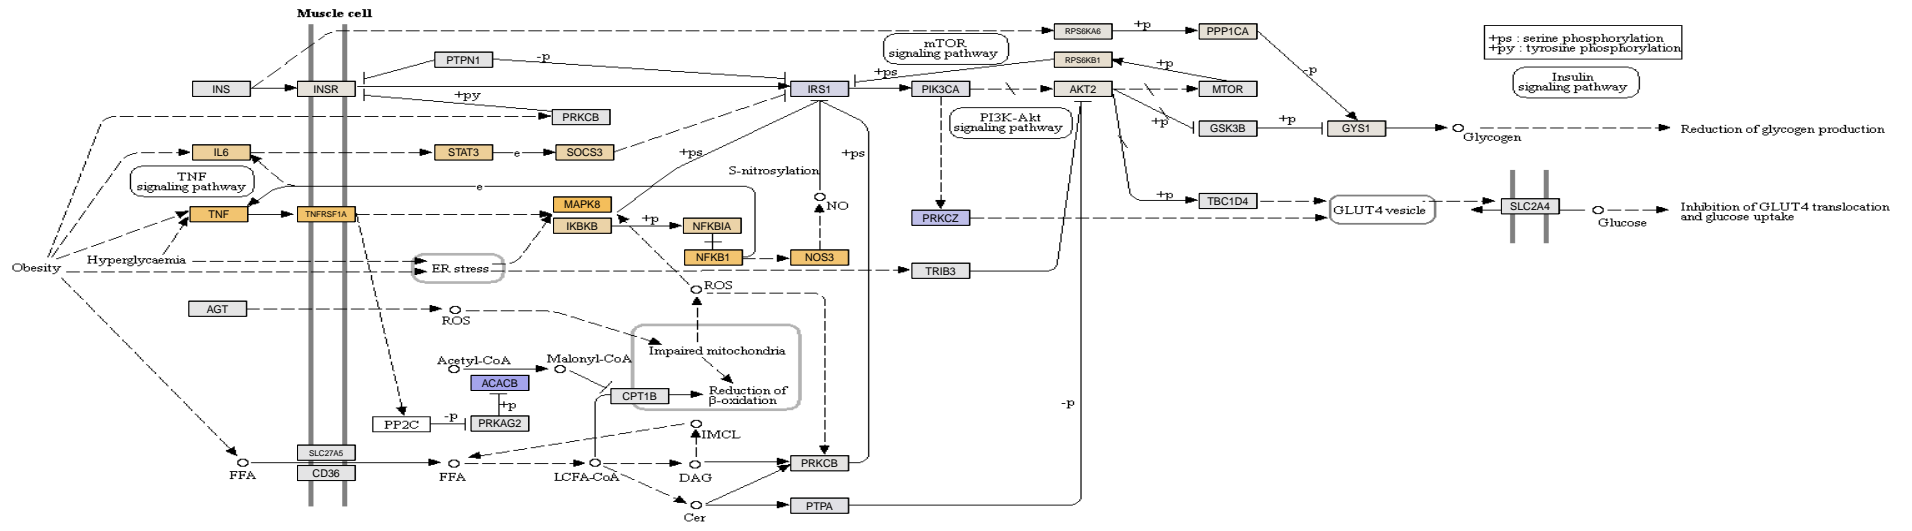 Muscle cell
+ps : serine phosphorylation
+py : tyrosine phosphorylation
Insulin
signaling pathway
mTOR
signaling pathway
RPS6KA6
+p
PPP1CA
PTPN1
-p
+ps
RPS6KB1
+p
-p
INS
INSR
IRS1
PIK3CA
AKT2
MTOR
+py
PRKCB
PI3K-Akt
signaling pathway
+p
GSK3B
+p
GYS1
Glycogen
Reduction of glycogen production
IL6
STAT3
e
SOCS3
+ps
+ps
TNF
signaling pathway
S-nitrosylation
e
NO
+p
TBC1D4
GLUT4 vesicle
SLC2A4
Glucose
Inhibition of GLUT4 translocation
and glucose uptake
TNF
TNFRSF1A
MAPK8
IKBKB
+p
NFKBIA
NFKB1
NOS3
PRKCZ
Hyperglycaemia
Obesity
ER stress
TRIB3
ROS
AGT
ROS
Impaired mitochondria
Reduction of
β-oxidation
Acetyl-CoA
Malonyl-CoA
ACACB
CPT1B
+p
PP2C
-p
PRKAG2
-p
IMCL
SLC27A5
CD36
FFA
FFA
LCFA-CoA
DAG
PRKCB
Cer
PTPA